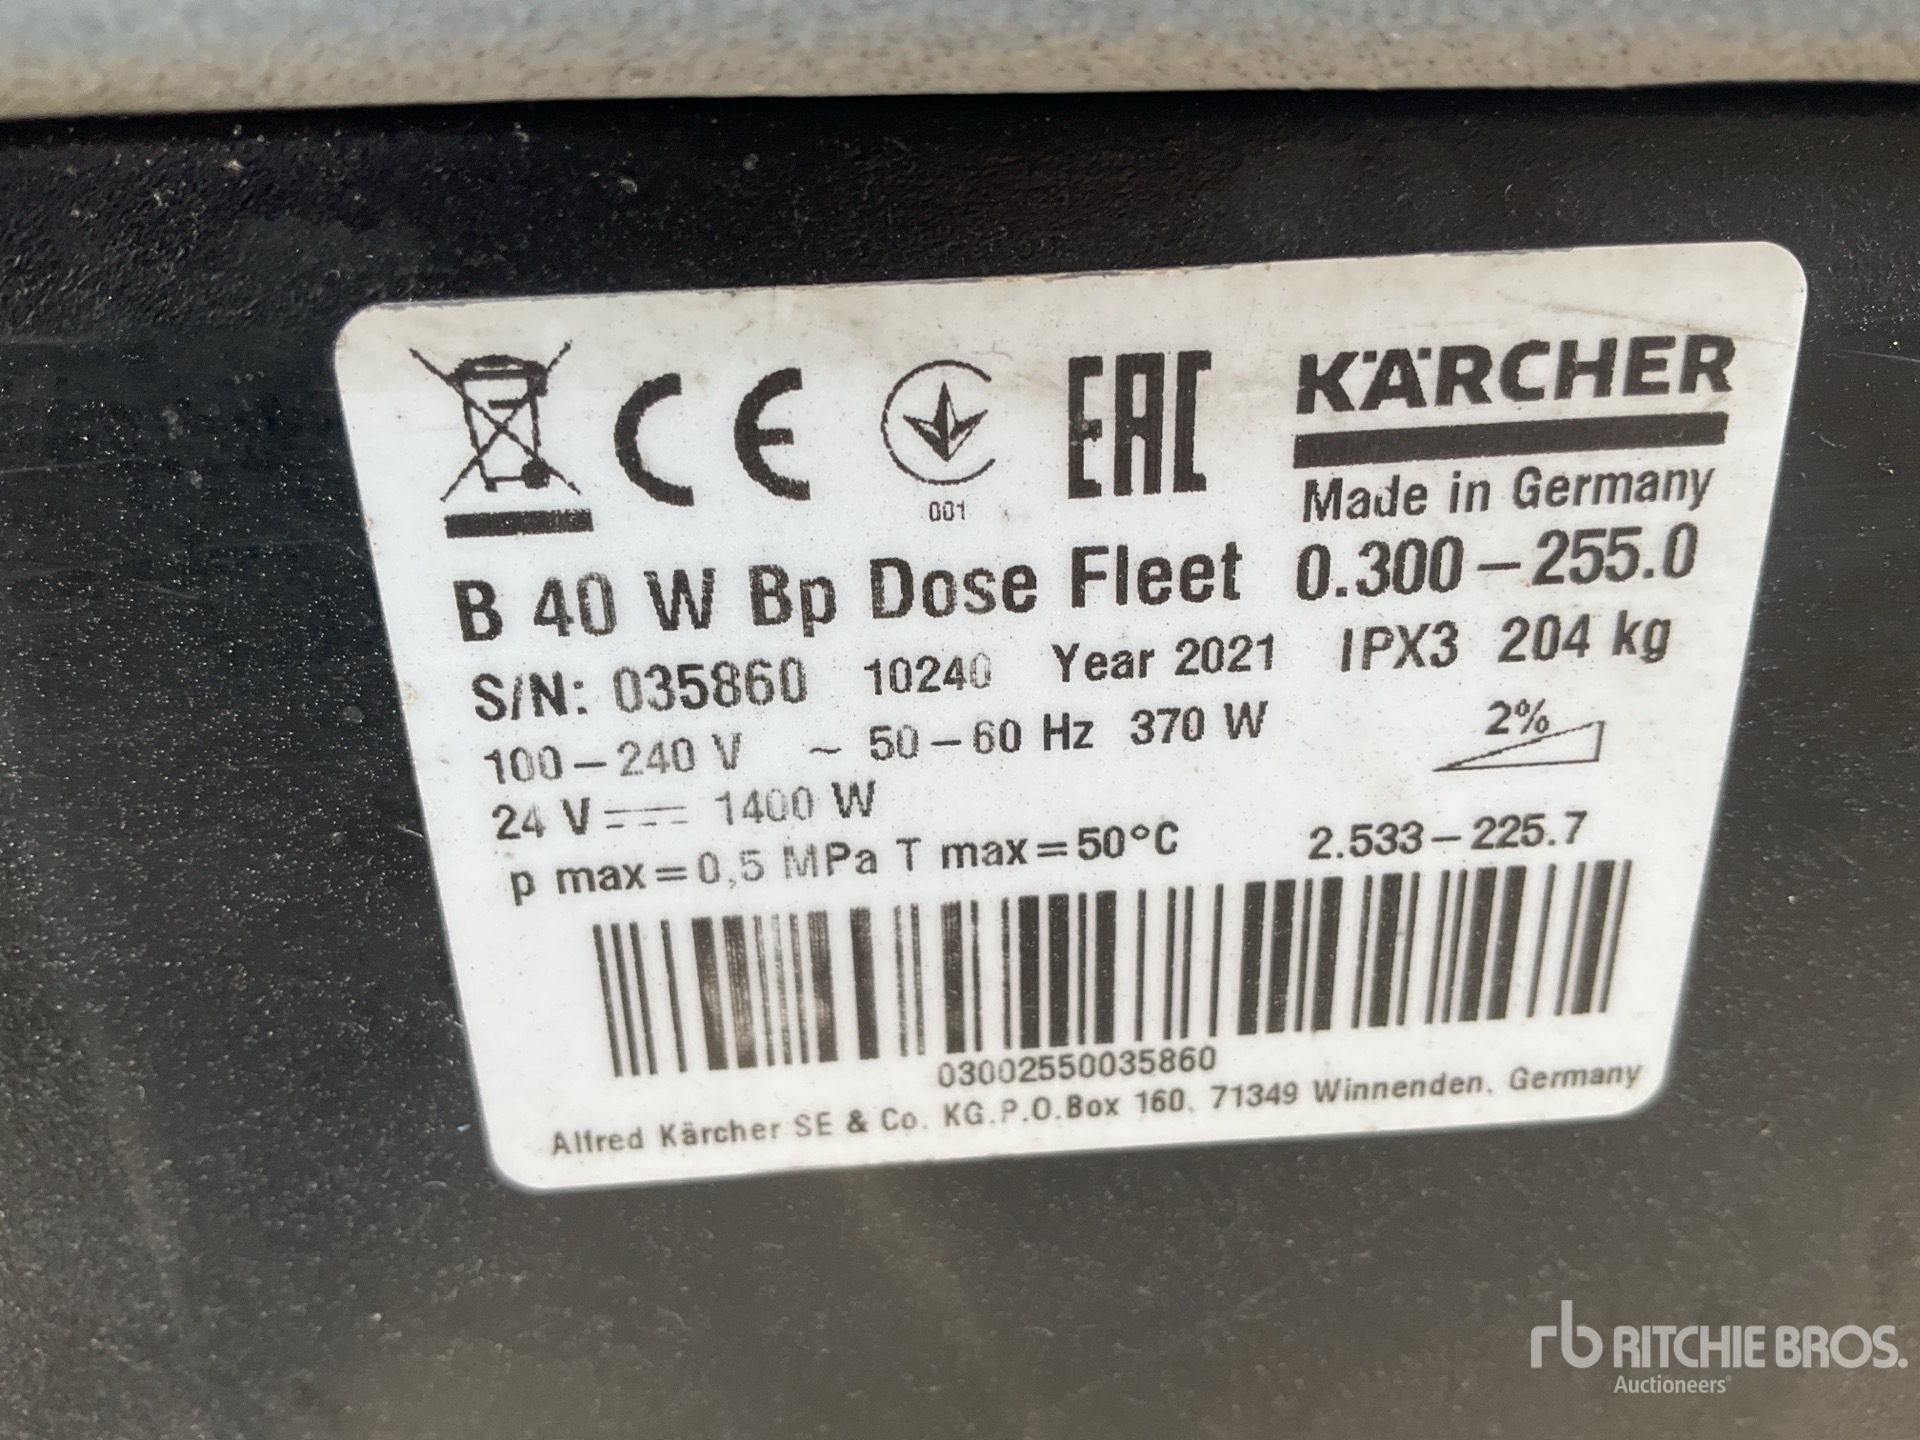 CE 001 EAC KÄRCHER
Made in Germany
B 40 W Bp Dose Fleet 0.300-255.0
S/N: 035860 10240 Year 2021 IPX3 204 kg
100-240 V ~ 50-60 Hz 370 W 2%
24 V 1400 W
p max=0,5 MPa T max=50°C 2.533-225.7
03002550035860
Alfred Kärcher SE & Co. KG.P.O.Box 160, 71349 Winnenden, Germany
rb RITCHIE BROS.
Auctioneers